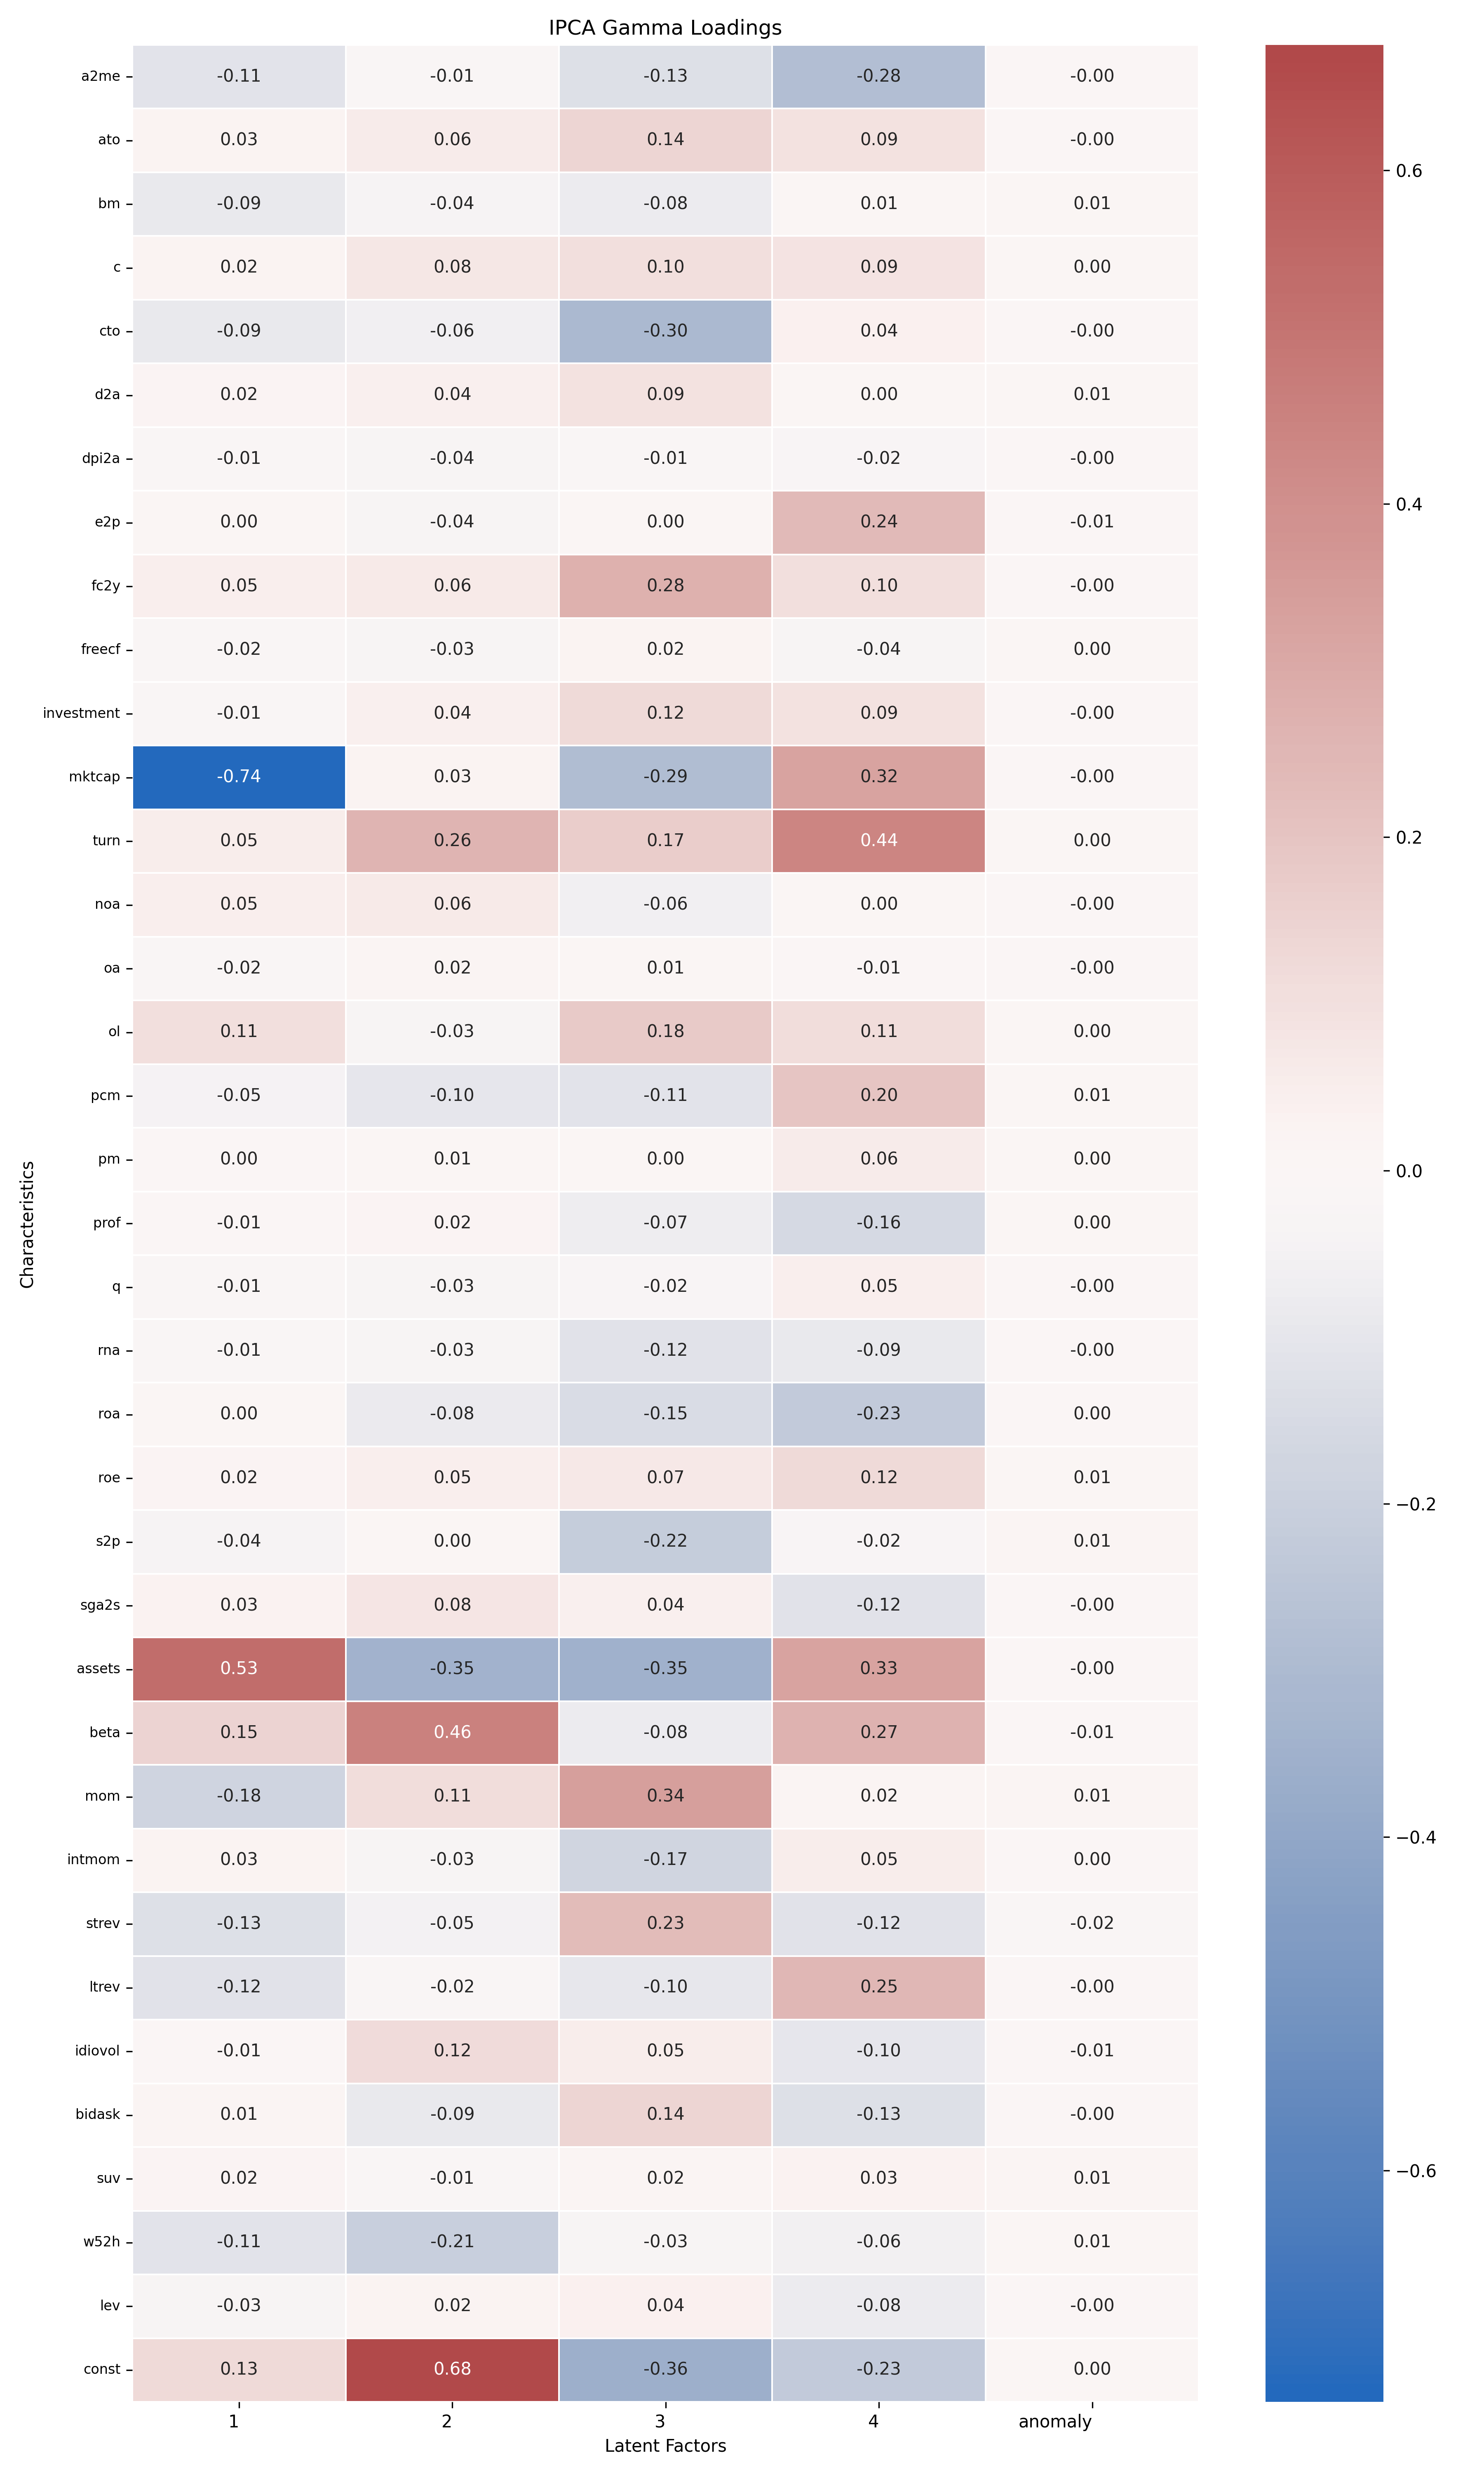 IPCA Gamma Loadings
a2me -0.11 -0.01 -0.13 -0.28 -0.00
ato 0.03 0.06 0.14 0.09 -0.00
bm -0.09 -0.04 -0.08 0.01 0.01
c 0.02 0.08 0.10 0.09 0.00
cto -0.09 -0.06 -0.30 0.04 -0.00
d2a 0.02 0.04 0.09 0.00 0.01
dpi2a -0.01 -0.04 -0.01 -0.02 -0.00
e2p 0.00 -0.04 0.00 0.24 -0.01
fc2y 0.05 0.06 0.28 0.10 -0.00
freecf -0.02 -0.03 0.02 -0.04 0.00
investment -0.01 0.04 0.12 0.09 -0.00
mktcap -0.74 0.03 -0.29 0.32 -0.00
turn 0.05 0.26 0.17 0.44 0.00
noa 0.05 0.06 -0.06 0.00 -0.00
oa -0.02 0.02 0.01 -0.01 -0.00
ol 0.11 -0.03 0.18 0.11 0.00
pcm -0.05 -0.10 -0.11 0.20 0.01
pm 0.00 0.01 0.00 0.06 0.00
prof -0.01 0.02 -0.07 -0.16 0.00
q -0.01 -0.03 -0.02 0.05 -0.00
rna -0.01 -0.03 -0.12 -0.09 -0.00
roa 0.00 -0.08 -0.15 -0.23 0.00
roe 0.02 0.05 0.07 0.12 0.01
s2p -0.04 0.00 -0.22 -0.02 0.01
sga2s 0.03 0.08 0.04 -0.12 -0.00
assets 0.53 -0.35 -0.35 0.33 -0.00
beta 0.15 0.46 -0.08 0.27 -0.01
mom -0.18 0.11 0.34 0.02 0.01
intmom 0.03 -0.03 -0.17 0.05 0.00
strev -0.13 -0.05 0.23 -0.12 -0.02
ltrev -0.12 -0.02 -0.10 0.25 -0.00
idiovol -0.01 0.12 0.05 -0.10 -0.01
bidask 0.01 -0.09 0.14 -0.13 -0.00
suv 0.02 -0.01 0.02 0.03 0.01
w52h -0.11 -0.21 -0.03 -0.06 0.01
lev -0.03 0.02 0.04 -0.08 -0.00
const 0.13 0.68 -0.36 -0.23 0.00
1 2 3 4 anomaly
Latent Factors
Characteristics
0.6
0.4
0.2
0.0
−0.2
−0.4
−0.6